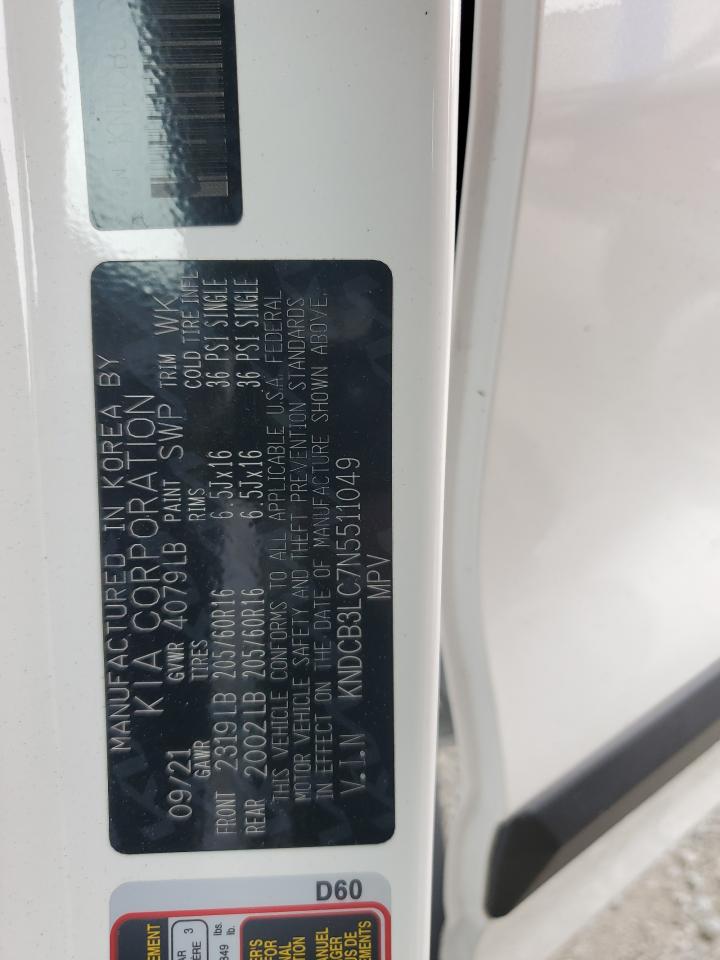 MANUFACTURED IN KOREA BY
KIA CORPORATION
09/21 GVWR 4079LB PAINT SWP TRIM WK
GAWR TIRES RIMS COLD TIRE INFL
FRONT 2319LB 205/60R16 6.5Jx16 36 PSI SINGLE
REAR 2002LB 205/60R16 6.5Jx16 36 PSI SINGLE
THIS VEHICLE CONFORMS TO ALL APPLICABLE U.S.A. FEDERAL
MOTOR VEHICLE SAFETY AND THEFT PREVENTION STANDARDS
IN EFFECT ON THE DATE OF MANUFACTURE SHOWN ABOVE.
V.I.N KNDCB3LC7N5511049
MPV
D60
lbs.
lb.
3